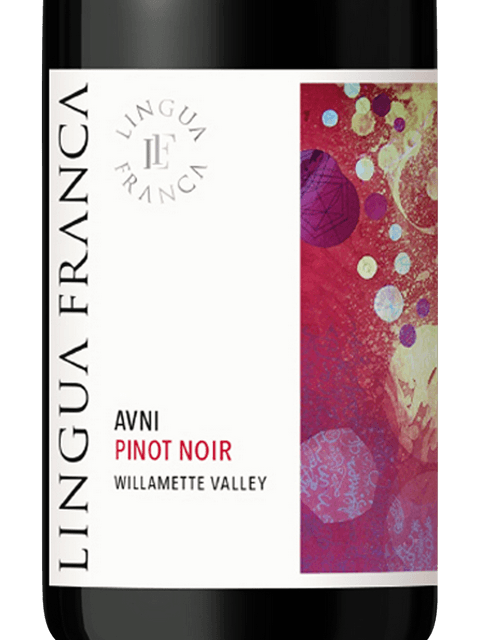 LINGUA FRANCA
LINGUA
LF
FRANCA
AVNI
PINOT NOIR
WILLAMETTE VALLEY